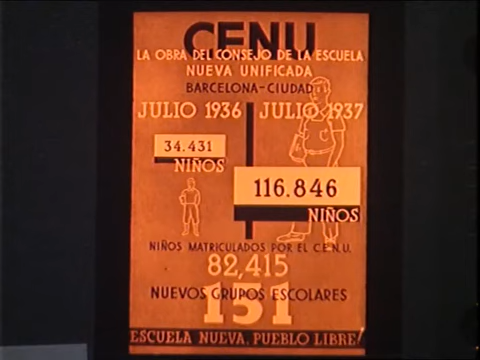 CENU
LA OBRA DEL CONSEJO DE LA ESCUELA
NUEVA UNIFICADA
BARCELONA-CIUDAD
JULIO 1936 JULIO 1937
34.431
NIÑOS
116.846
NIÑOS
NIÑOS MATRICULADOS POR EL C.E.N.U.
82,415
NUEVOS GRUPOS ESCOLARES
151
ESCUELA NUEVA, PUEBLO LIBRE!